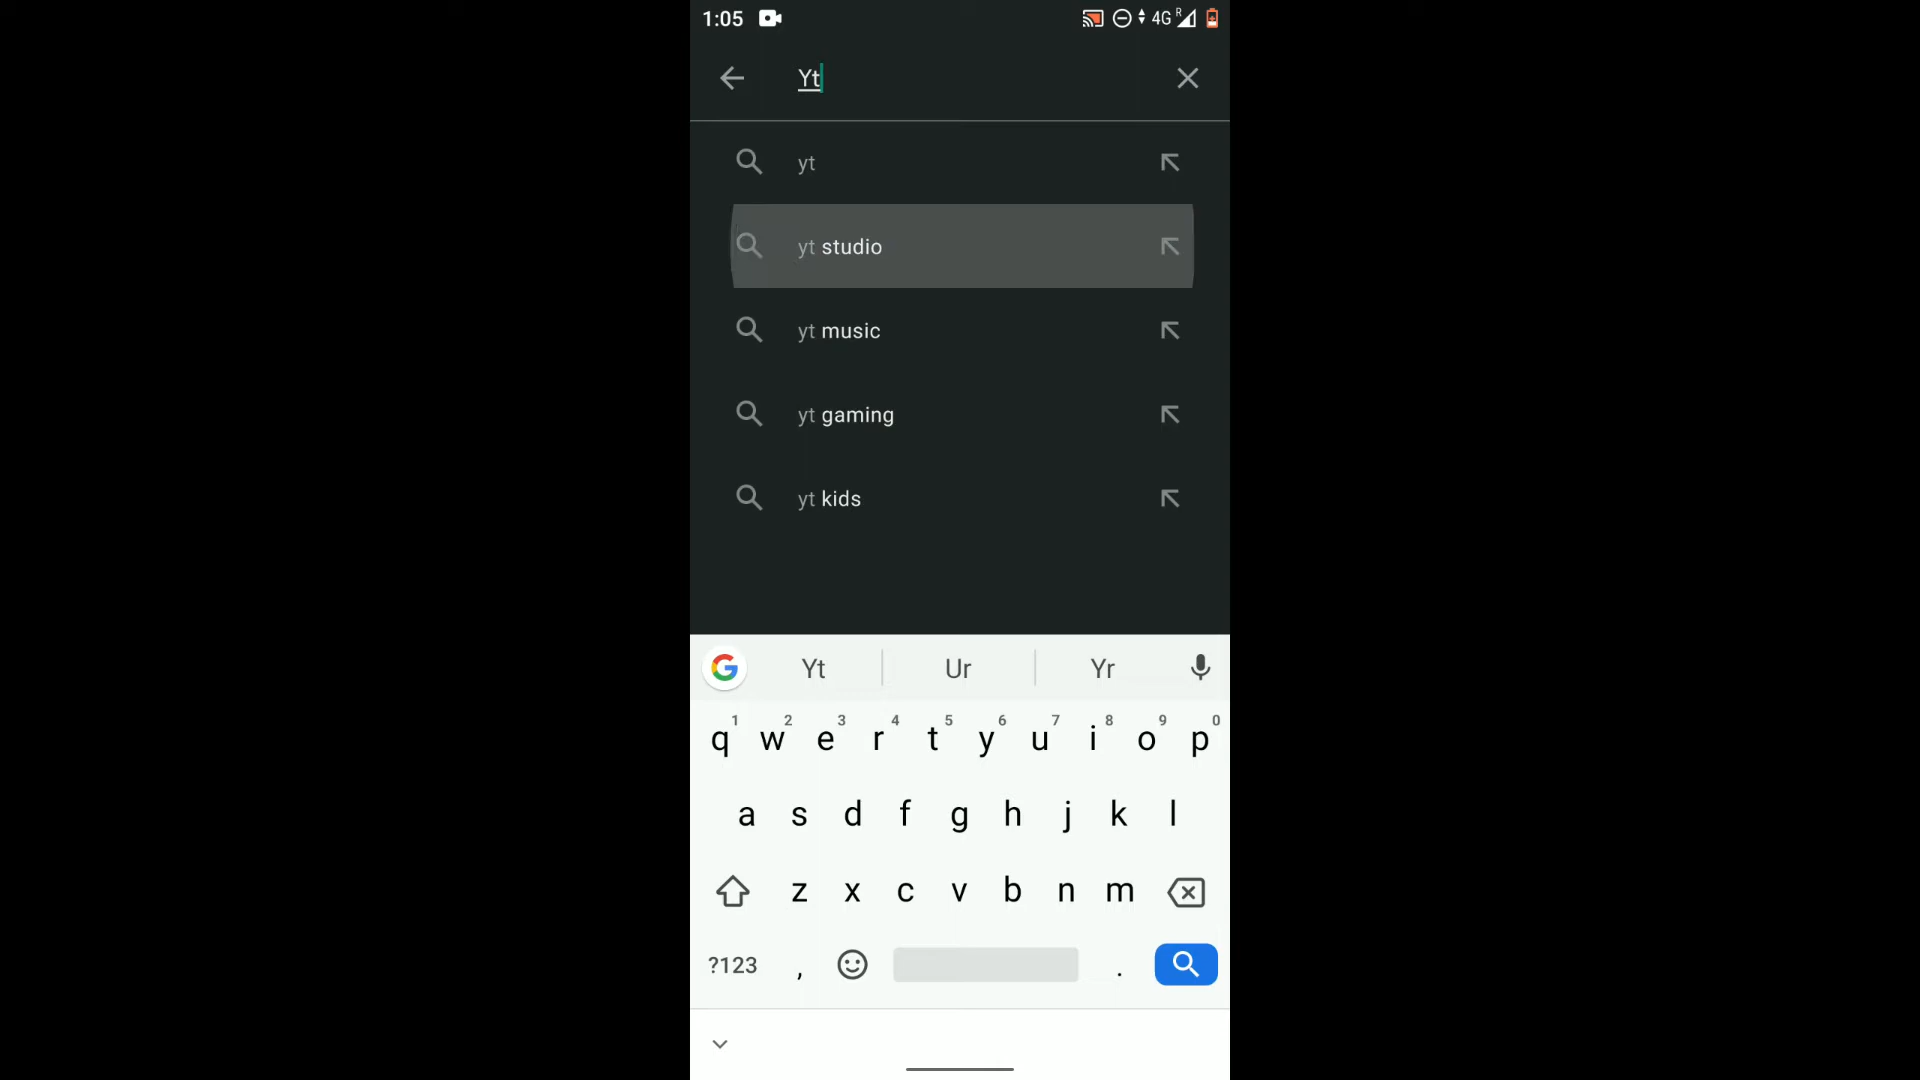 1:05 4G R
Yt
yt
yt studio
yt music
yt gaming
yt kids
Yt Ur Yr
1 2 3 4 5 6 7 8 9 0
q w e r t y u i o p
a s d f g h j k l
z x c v b n m
?123 , .